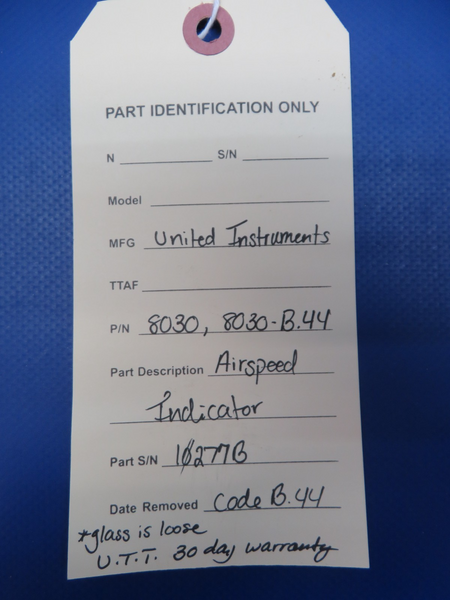 PART IDENTIFICATION ONLY
N S/N
Model
MFG United Instruments
TTAF
P/N 8030, 8030-B.44
Part Description Airspeed
Indicator
Part S/N
Date Removed Code B.44
*glass is loose
U.T.T. 30 day warranty